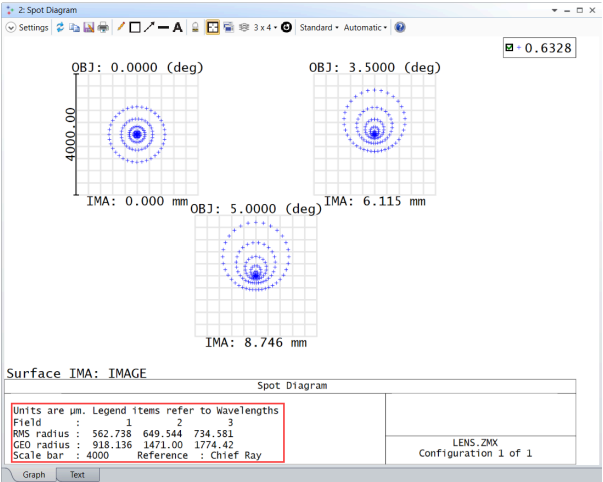 2: Spot Diagram
Settings A 3 x 4 Standard Automatic
+ 0.6328
OBJ: 0.0000 (deg) OBJ: 3.5000 (deg)
4000.00
IMA: 0.000 mm IMA: 6.115 mm
OBJ: 5.0000 (deg)
IMA: 8.746 mm
Surface IMA: IMAGE
Spot Diagram
Units are µm. Legend items refer to Wavelengths
Field : 1 2 3
RMS radius : 562.738 649.544 734.581
GEO radius : 918.136 1471.00 1774.42
Scale bar : 4000 Reference : Chief Ray
LENS.ZMX
Configuration 1 of 1
Graph Text